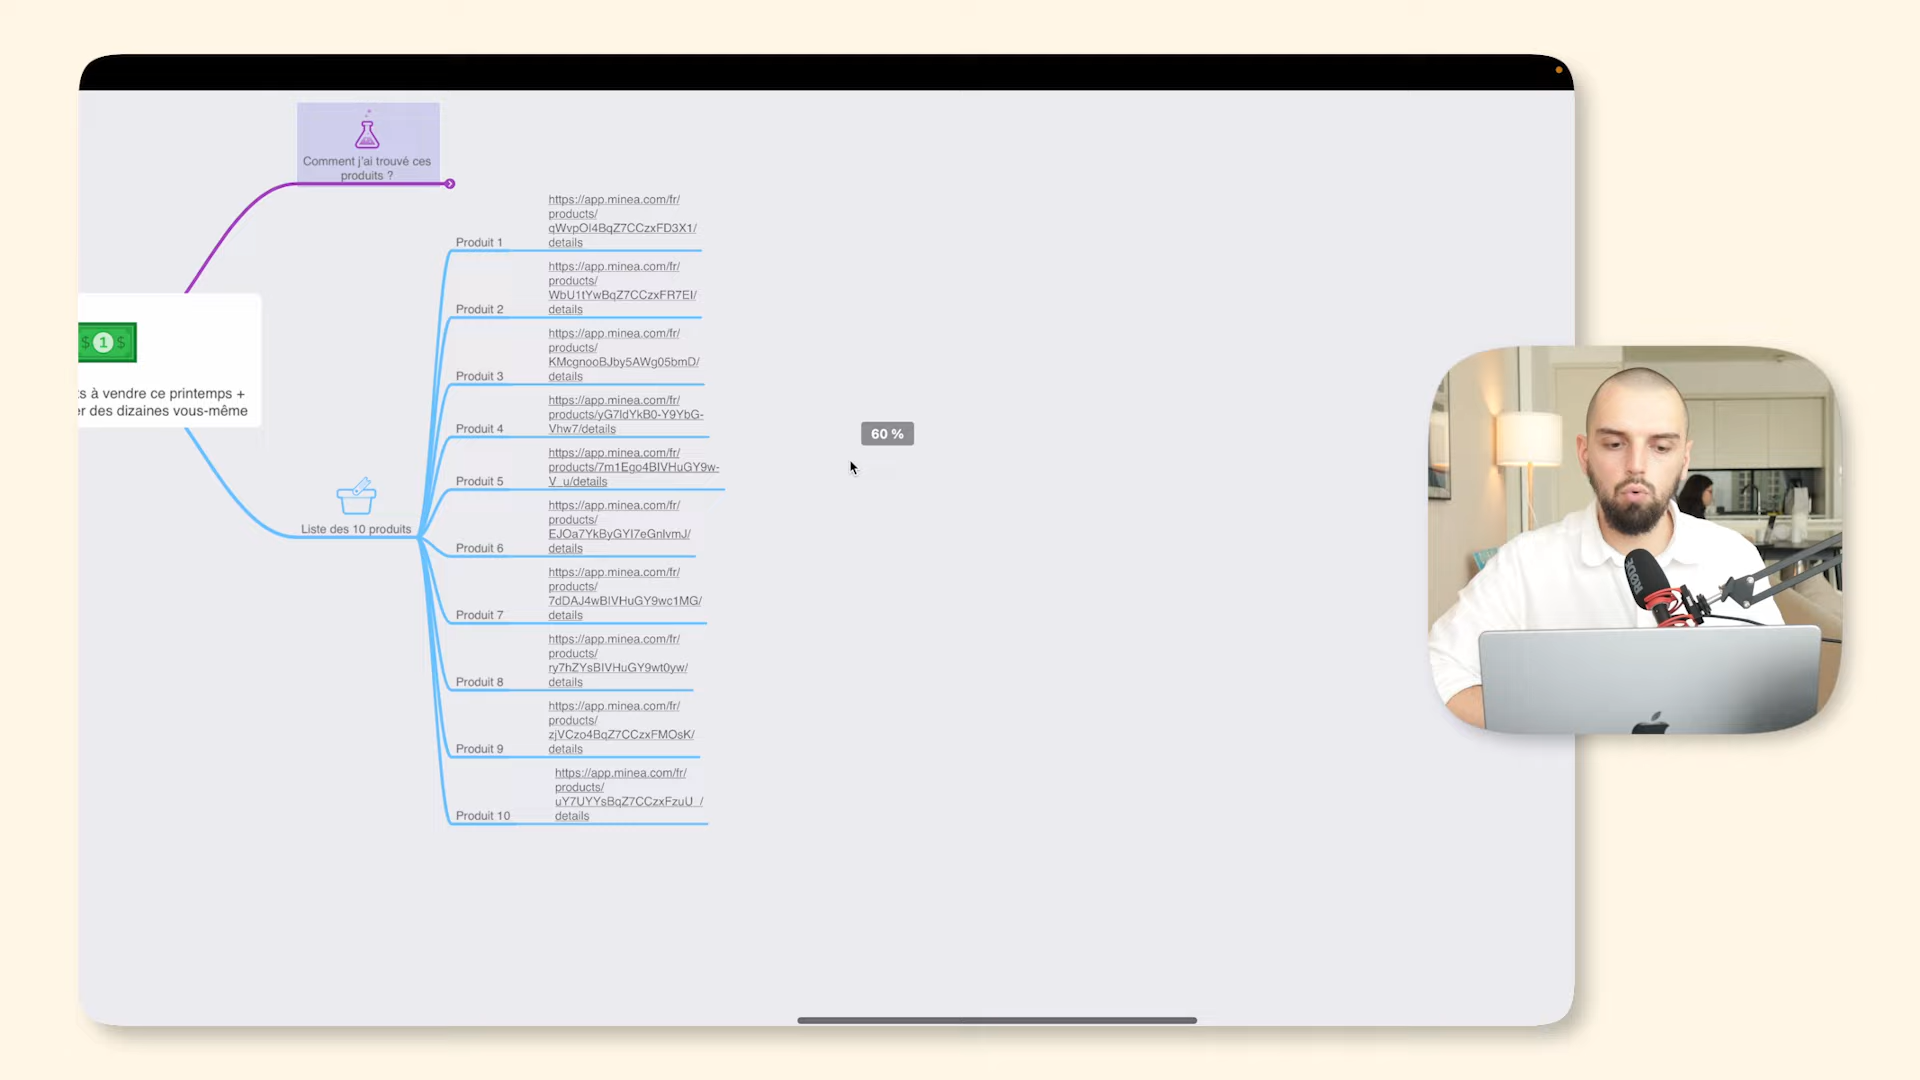 Comment j'ai trouvé ces
produits ?
$ 1 $
ts à vendre ce printemps +
er des dizaines vous-même
Liste des 10 produits
Produit 1
https://app.minea.com/fr/
products/
qWvpOl4BqZ7CCzxFD3X1/
details
Produit 2
https://app.minea.com/fr/
products/
WbU1tYwBqZ7CCzxFR7EI/
details
Produit 3
https://app.minea.com/fr/
products/
KMcgnooBJby5AWg05bmD/
details
Produit 4
https://app.minea.com/fr/
products/yG7ldYkB0-Y9YbG-
Vhw7/details
Produit 5
https://app.minea.com/fr/
products/7m1Ego4BIVHuGY9w-
V_u/details
Produit 6
https://app.minea.com/fr/
products/
EJOa7YkByGYI7eGnlvmJ/
details
Produit 7
https://app.minea.com/fr/
products/
7dDAJ4wBIVHuGY9wc1MG/
details
Produit 8
https://app.minea.com/fr/
products/
ry7hZYsBIVHuGY9wt0yw/
details
Produit 9
https://app.minea.com/fr/
products/
zjVCzo4BqZ7CCzxFMOsK/
details
Produit 10
https://app.minea.com/fr/
products/
uY7UYYsBqZ7CCzxFzuU_/
details
60 %
RØDE